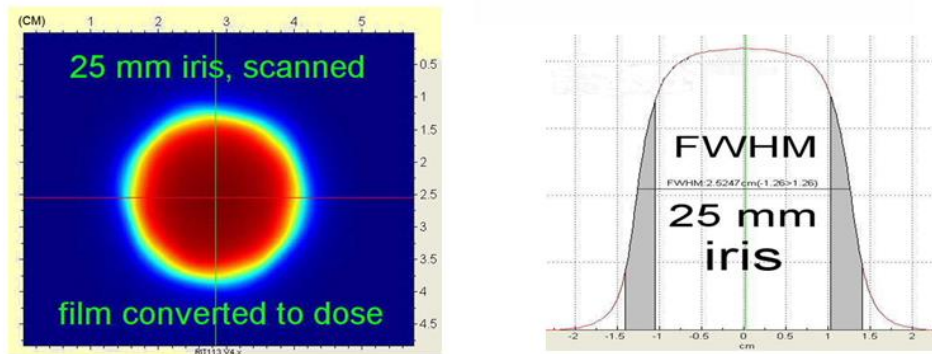 (CM) 1 2 3 4 5
25 mm iris, scanned
0.5
1
1.5
2
2.5
3
3.5
4
4.5
film converted to dose
RIT113 V4.x
FWHM
FWHM:2.5247cm(-1.26>1.26)
25 mm
iris
-2 -1.5 -1 -0.5 0 0.5 1 1.5 2
cm